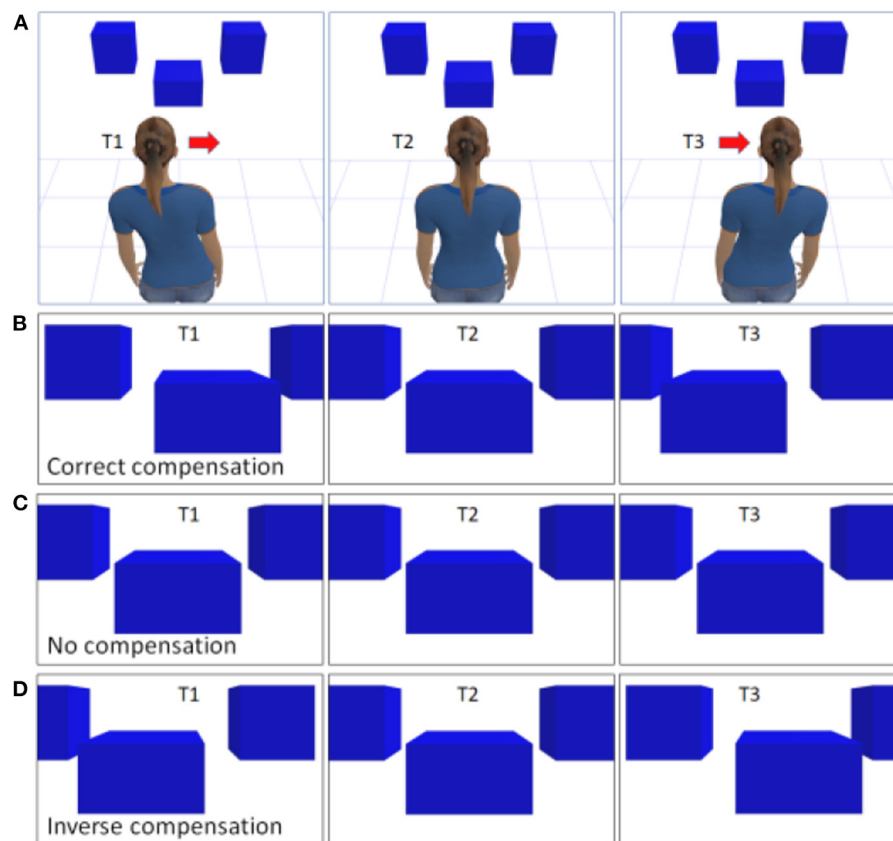 A
T1
T2
T3
B
T1
T2
T3
Correct compensation
C
T1
T2
T3
No compensation
D
T1
T2
T3
Inverse compensation